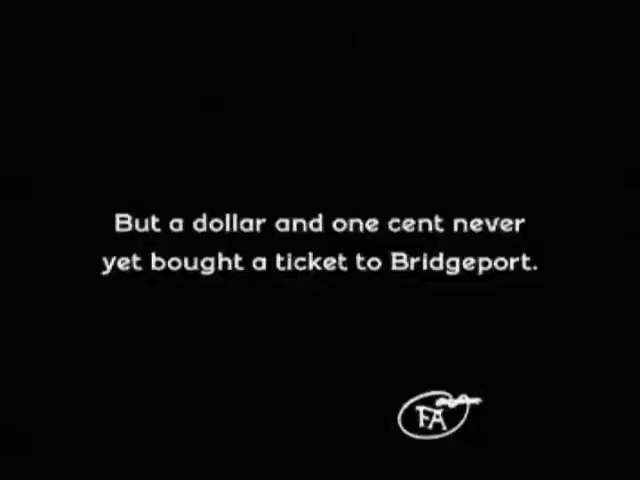 But a dollar and one cent never
yet bought a ticket to Bridgeport.
FA